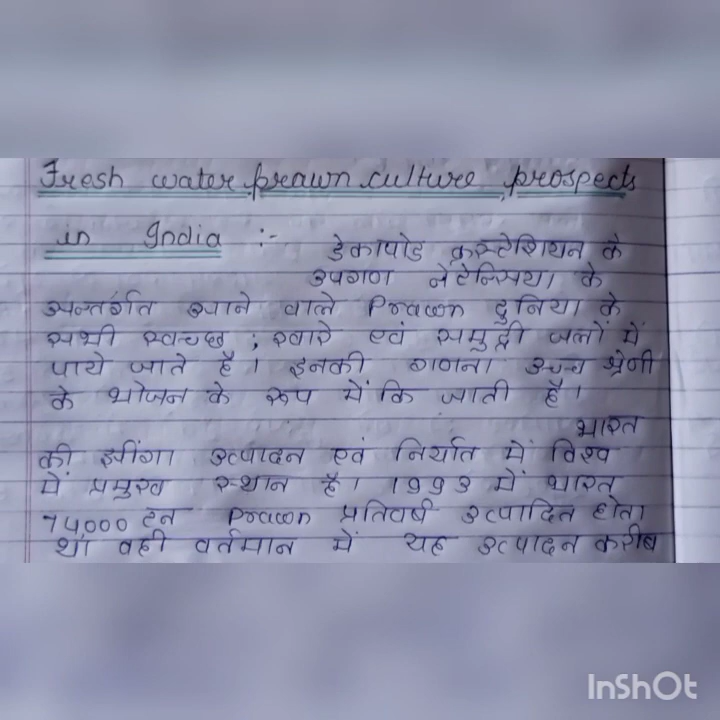 Fresh water prawn culture prospects
in India :-
डेकापोड क्रस्टेशियन के
उपगण नेटेन्सिया के
अन्तर्गत आने वाले Prawn दुनिया के
सभी स्वच्छ, खारे एवं समुद्री जलों में
पाये जाते है। इनकी गणना उच्च श्रेनी
के भोजन के रूप में कि जाती है।
भारत
की झींगा उत्पादन एवं निर्यात में विश्व
में प्रमुख स्थान है। 1993 में भारत
74000 टन Prawn प्रतिवर्ष उत्पादित होता
था वही वर्तमान में यह उत्पादन करीब
InShOt